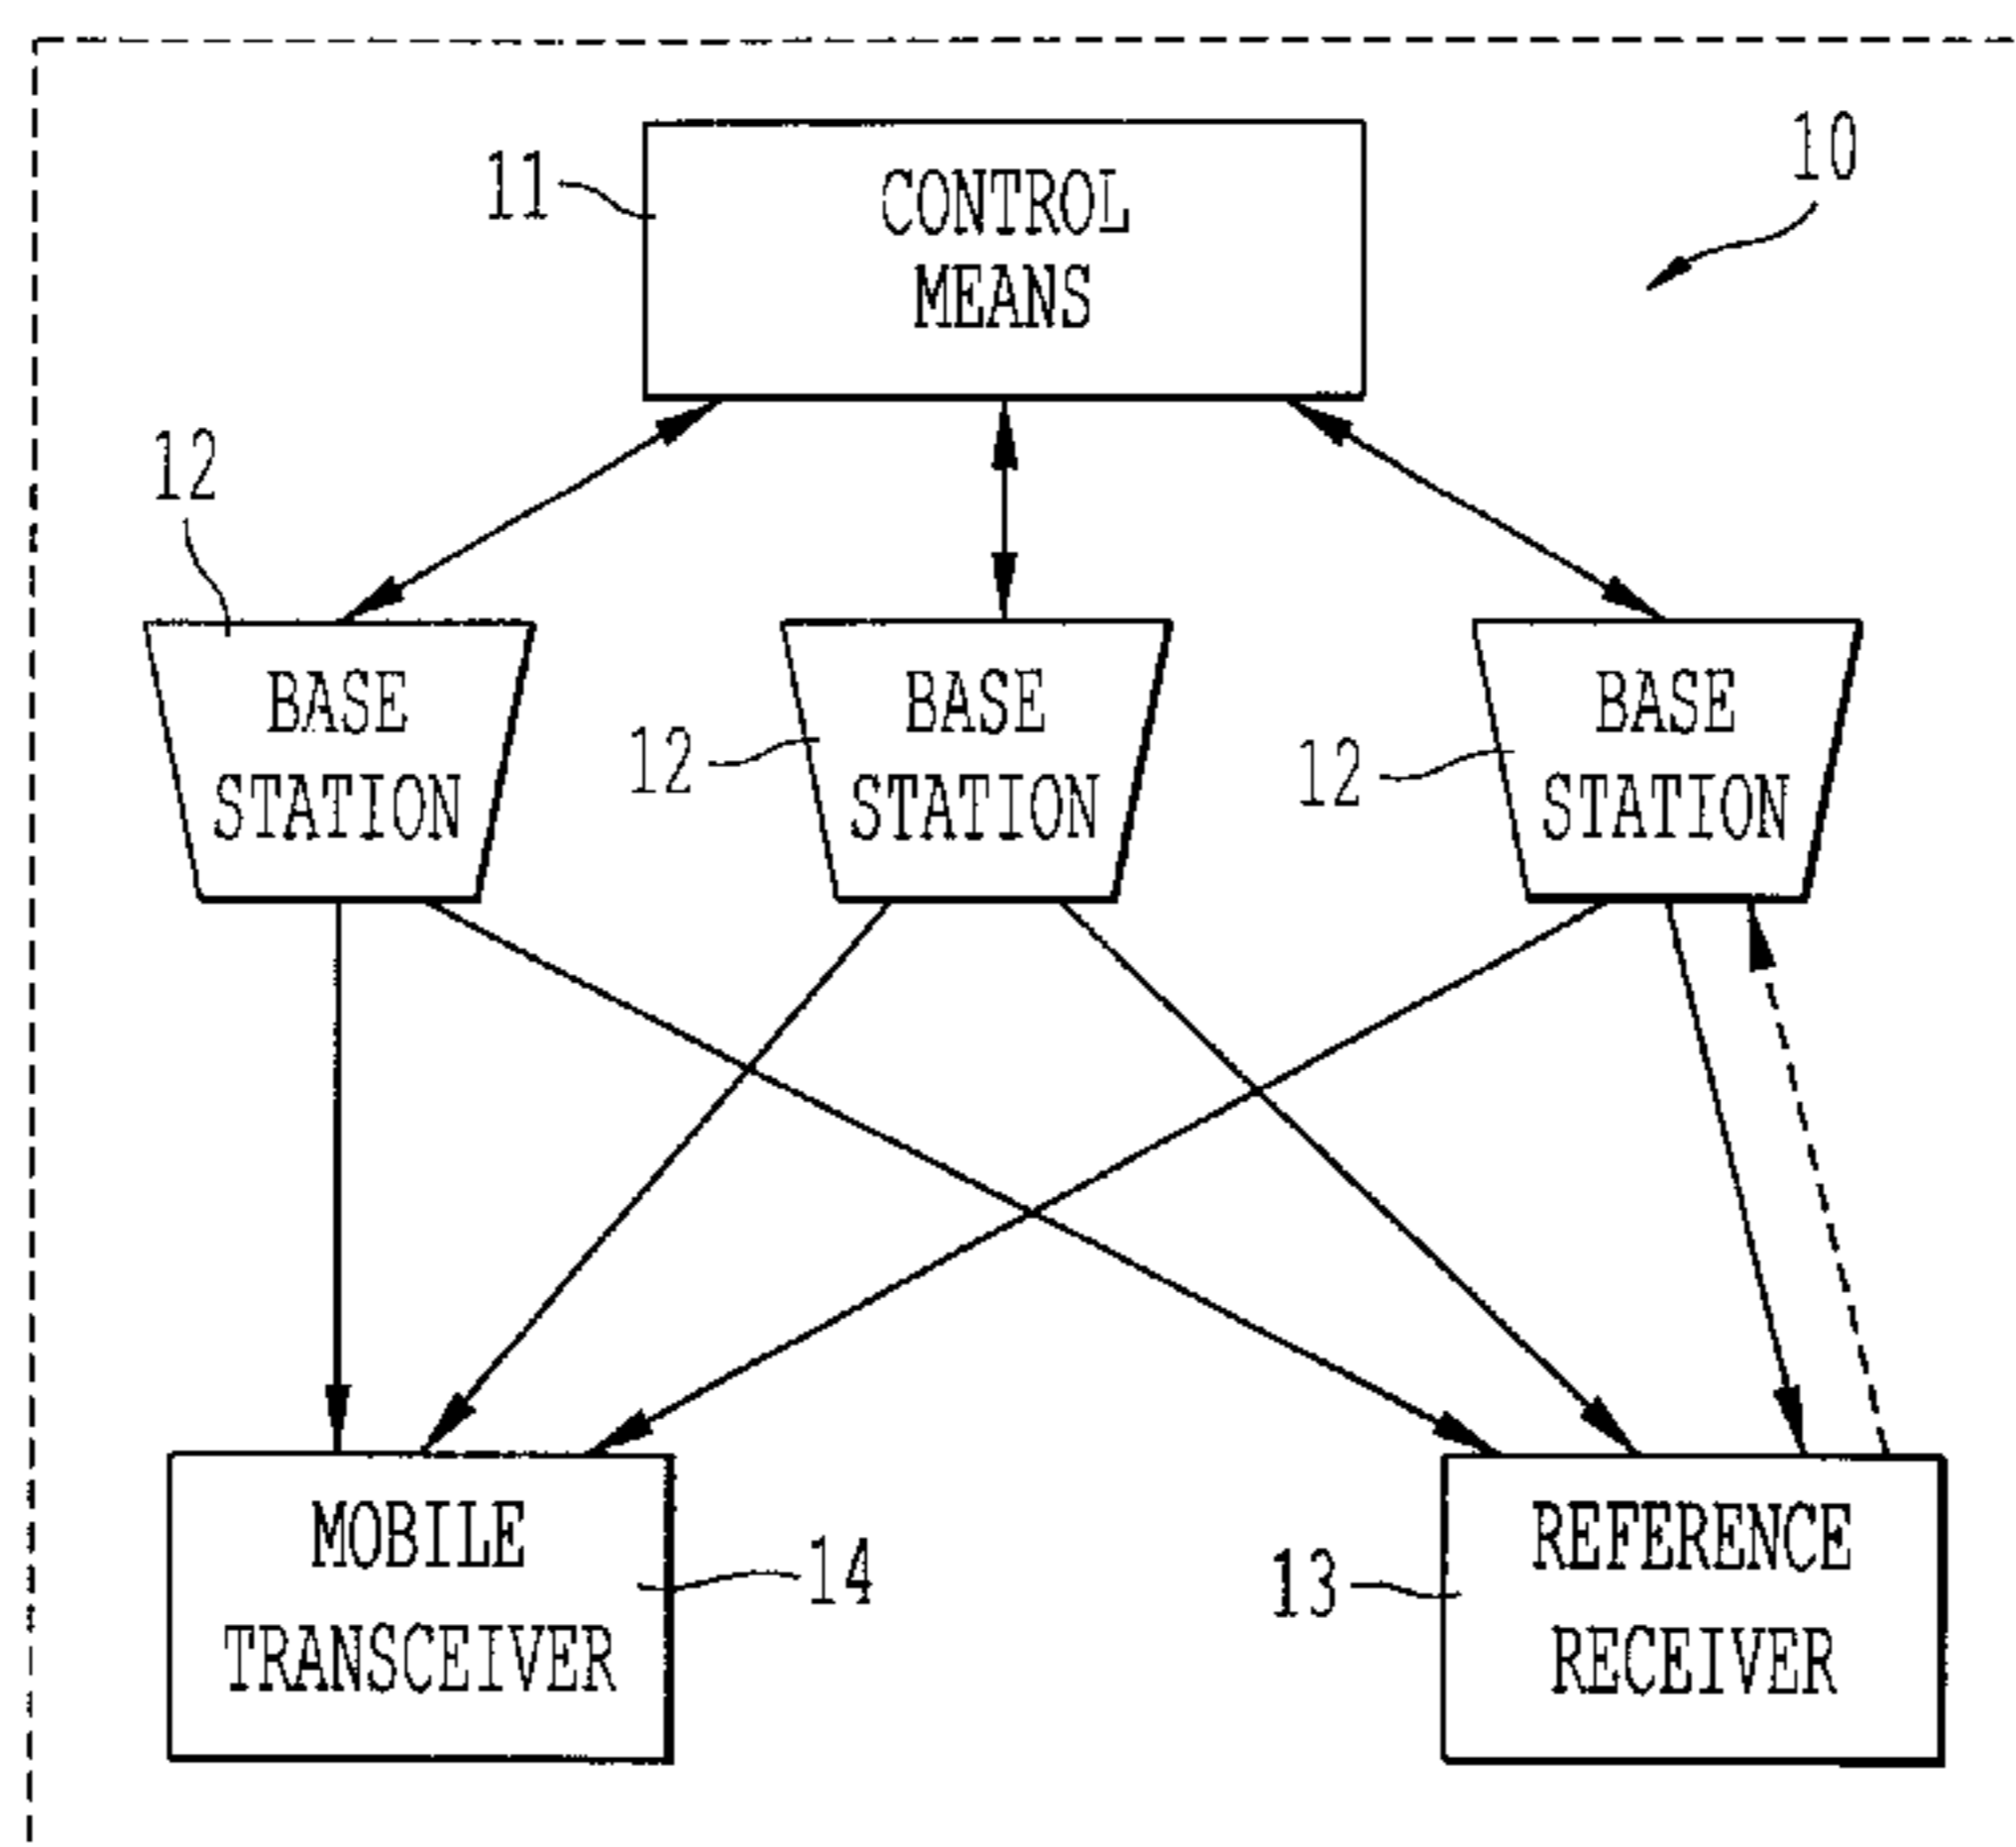 10
11
CONTROL
MEANS
12
BASE
STATION
12
BASE
STATION
12
BASE
STATION
MOBILE
TRANSCEIVER
14
13
REFERENCE
RECEIVER